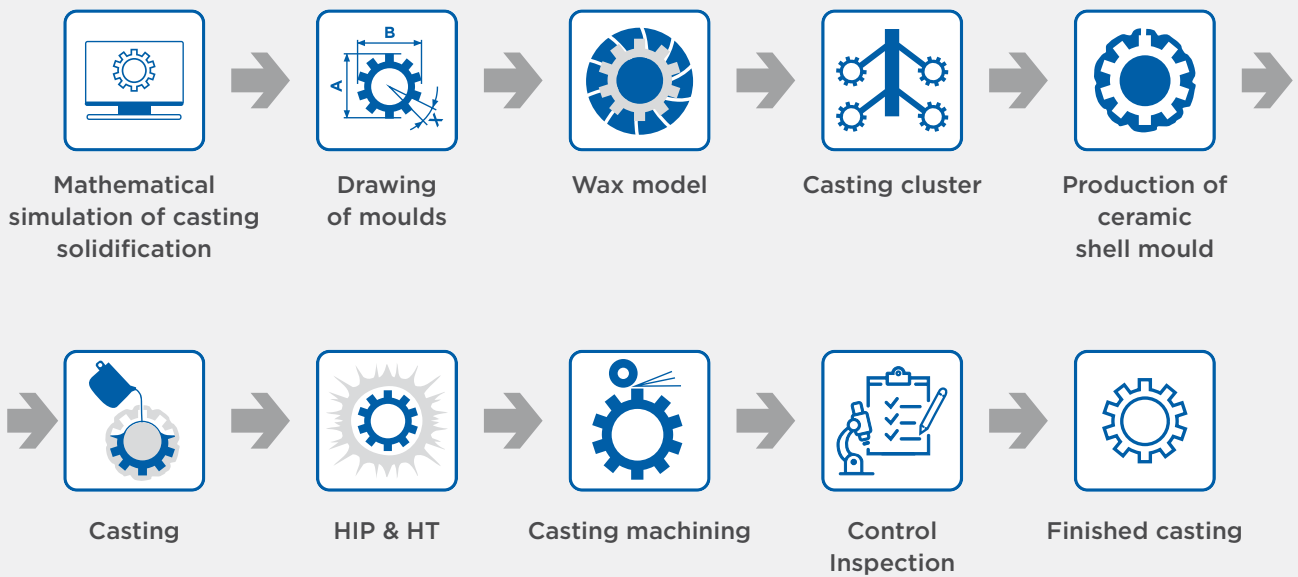 B
A
X
Mathematical
simulation of casting
solidification
Drawing
of moulds
Wax model
Casting cluster
Production of
ceramic
shell mould
Casting
HIP & HT
Casting machining
Control
Inspection
Finished casting